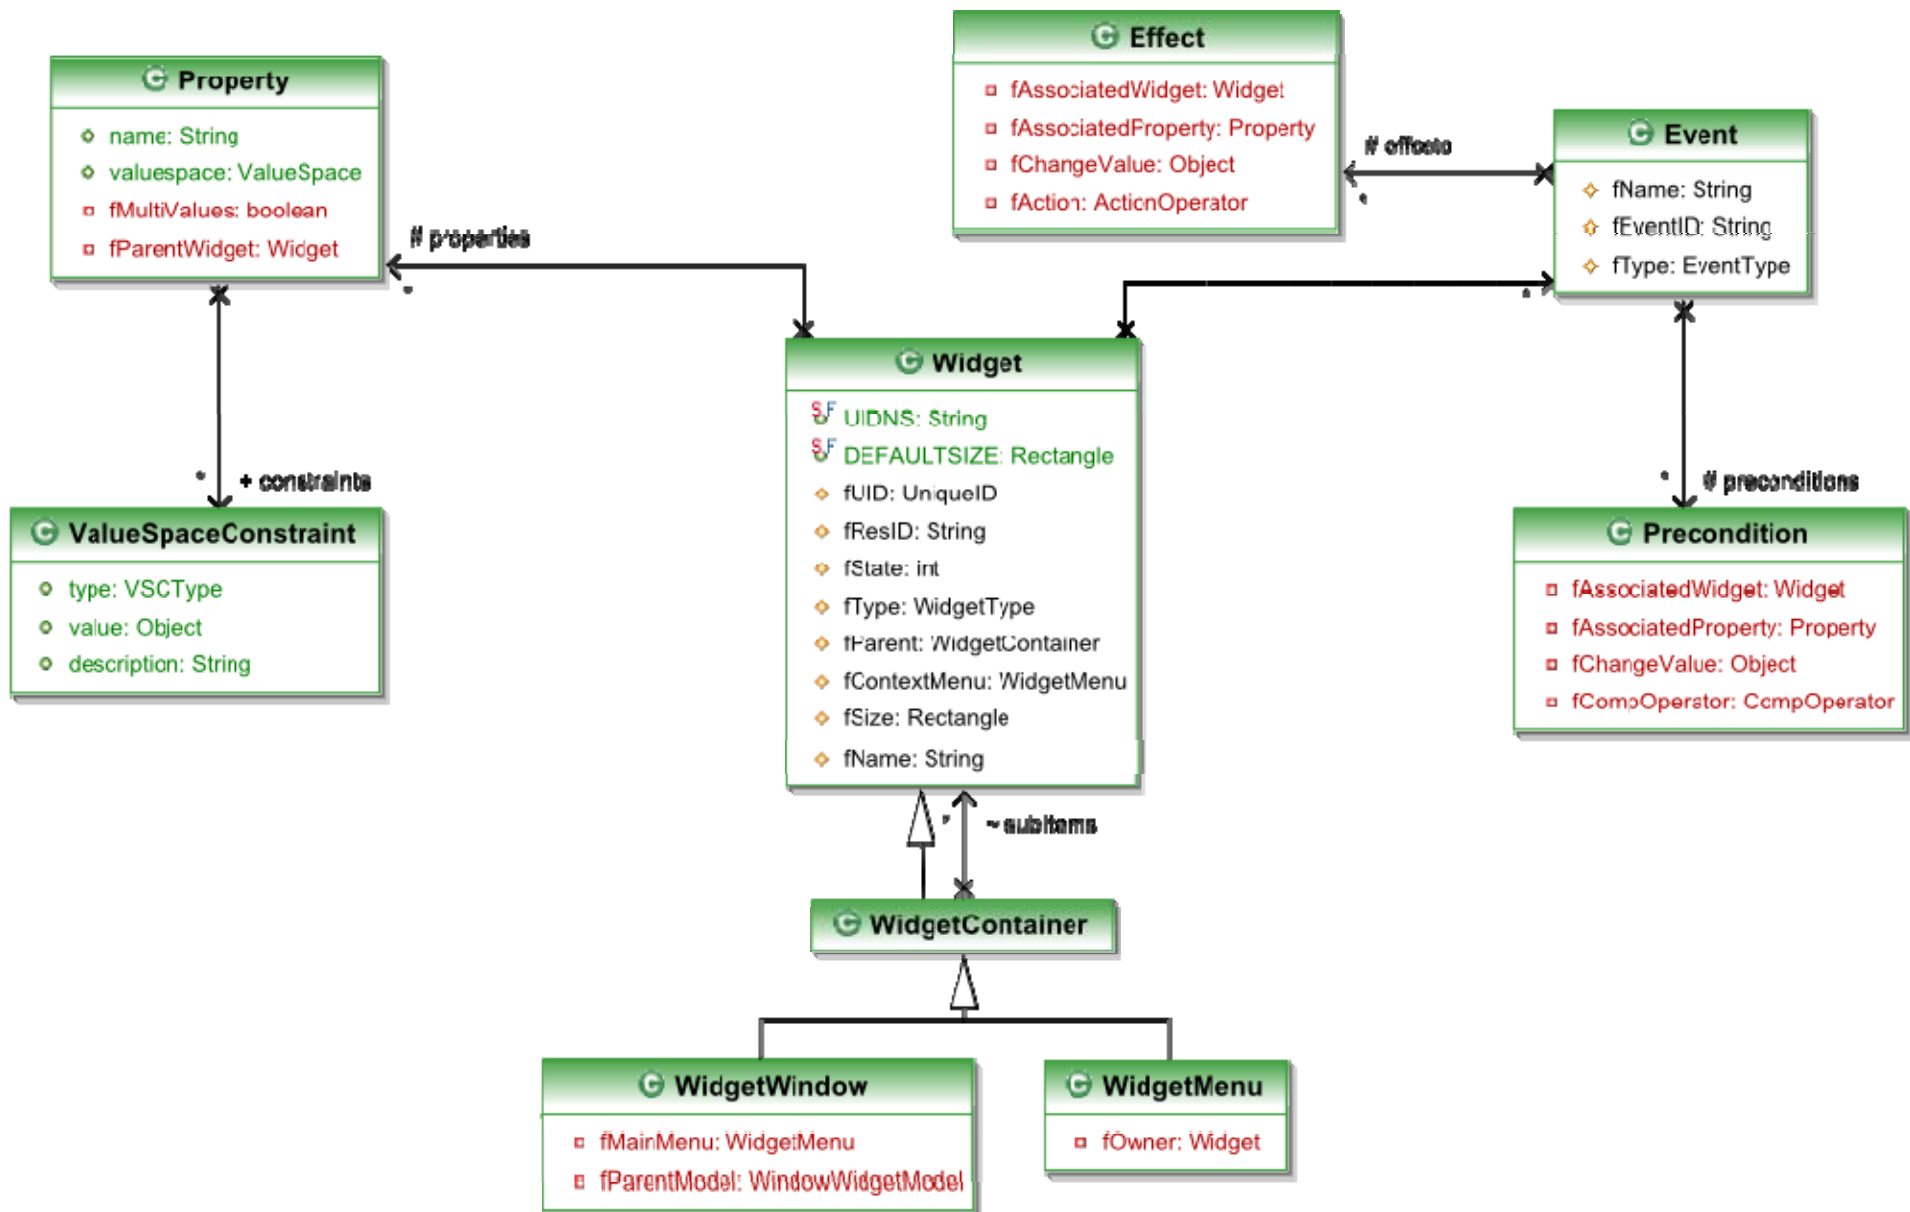 Property
name: String
valuespace: ValueSpace
fMultiValues: boolean
fParentWidget: Widget
Effect
fAssociatedWidget: Widget
fAssociatedProperty: Property
fChangeValue: Object
fAction: ActionOperator
# effects
*
Event
fName: String
fEventID: String
fType: EventType
# properties
*
*
Widget
UIDNS: String
DEFAULTSIZE: Rectangle
fUID: UniqueID
fResID: String
fState: int
fType: WidgetType
fParent: WidgetContainer
fContextMenu: WidgetMenu
fSize: Rectangle
fName: String
* + constraints
ValueSpaceConstraint
type: VSCType
value: Object
description: String
* # preconditions
Precondition
fAssociatedWidget: Widget
fAssociatedProperty: Property
fChangeValue: Object
fCompOperator: CompOperator
* ~ subitems
WidgetContainer
WidgetWindow
fMainMenu: WidgetMenu
fParentModel: WindowWidgetModel
WidgetMenu
fOwner: Widget